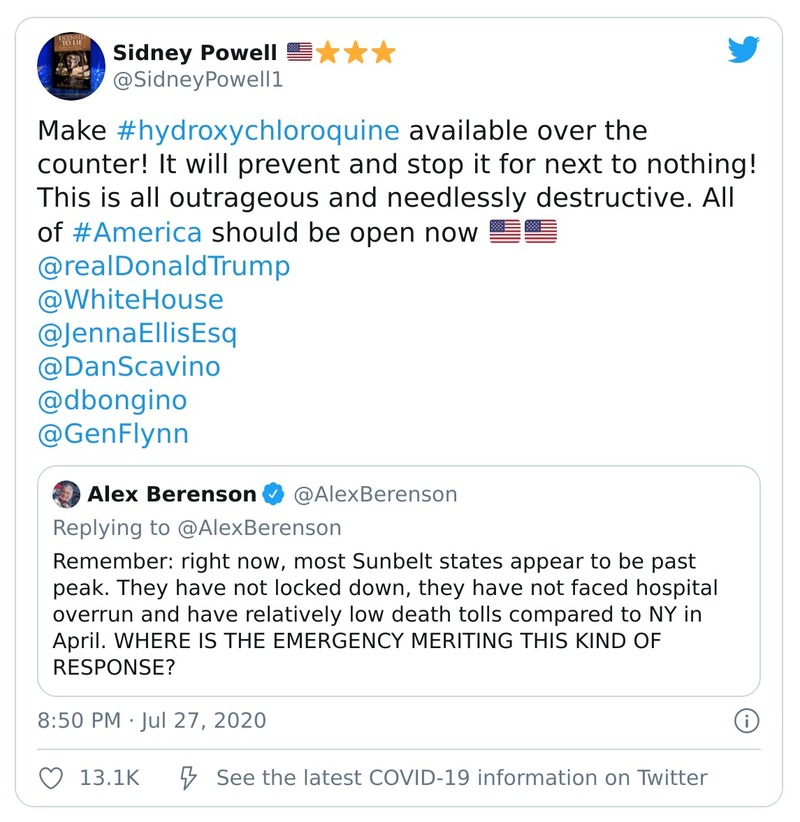 Sidney Powell 🇺🇸⭐⭐⭐
@SidneyPowell1
Make #hydroxychloroquine available over the
counter! It will prevent and stop it for next to nothing!
This is all outrageous and needlessly destructive. All
of #America should be open now 🇺🇸🇺🇸
@realDonaldTrump
@WhiteHouse
@JennaEllisEsq
@DanScavino
@dbongino
@GenFlynn
Alex Berenson @AlexBerenson
Replying to @AlexBerenson
Remember: right now, most Sunbelt states appear to be past
peak. They have not locked down, they have not faced hospital
overrun and have relatively low death tolls compared to NY in
April. WHERE IS THE EMERGENCY MERITING THIS KIND OF
RESPONSE?
8:50 PM · Jul 27, 2020
13.1K See the latest COVID-19 information on Twitter